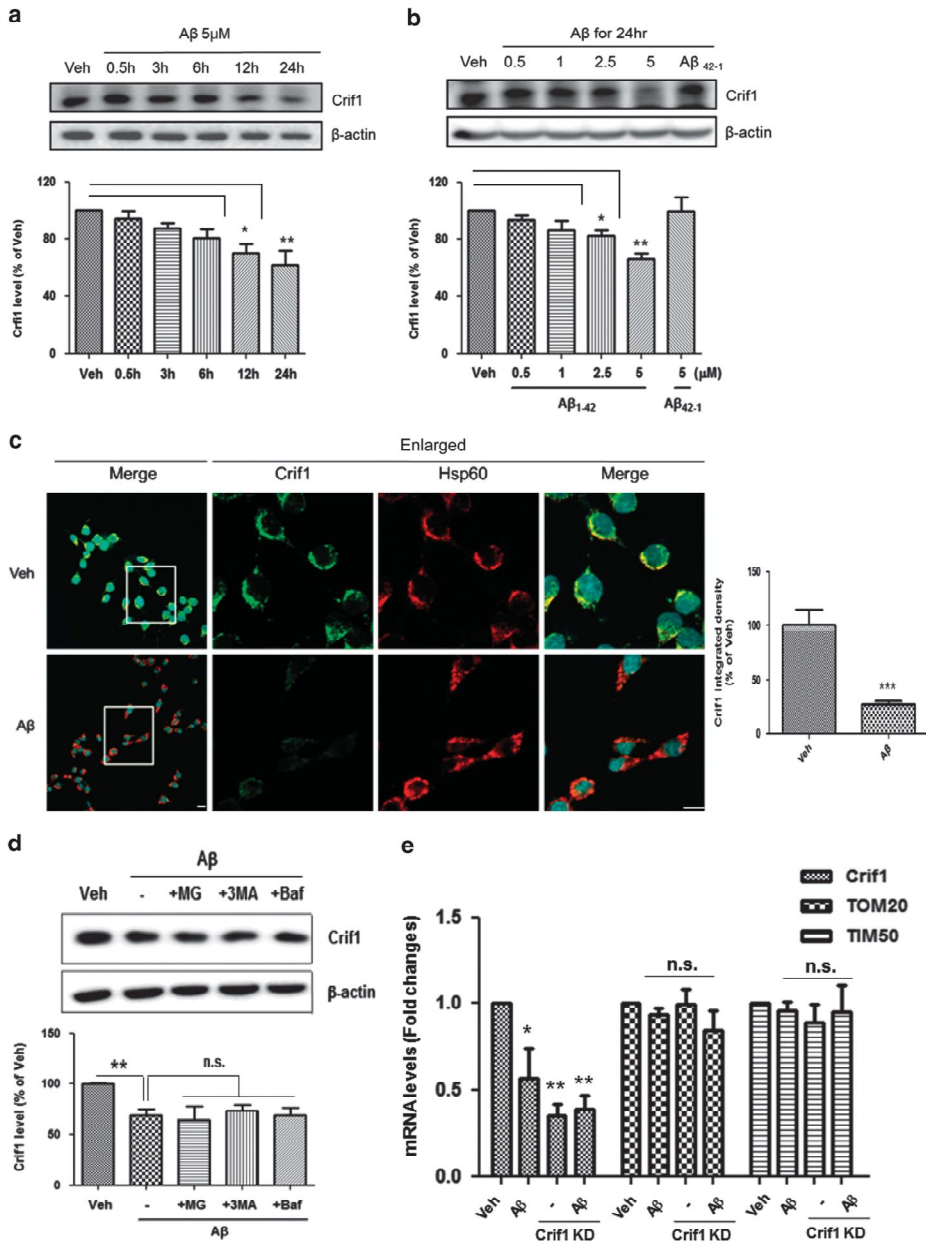 a
Aβ 5μM
Veh 0.5h 3h 6h 12h 24h
Crif1
β-actin
120
80
40
0
Crfi1 level (% of Veh)
* **
Veh 0.5h 3h 6h 12h 24h
b
Aβ for 24hr
Veh 0.5 1 2.5 5 Aβ 42-1
Crif1
β-actin
120
80
40
0
Crfi1 level (% of Veh)
* **
Veh 0.5 1 2.5 5 5 (μM)
Aβ1-42 Aβ42-1
c
Enlarged
Merge Crif1 Hsp60 Merge
Veh
Aβ
150
100
50
0
Crif1 integrated density
(% of Veh)
***
Veh Aβ
d
Aβ
Veh - +MG +3MA +Baf
Crif1
β-actin
150
100
50
0
Crif1 level (% of Veh)
** n.s.
Veh - +MG +3MA +Baf
Aβ
e
Crif1
TOM20
TIM50
1.5
1.0
0.5
0.0
mRNA levels (Fold changes)
* ** ** n.s. n.s.
Veh Aβ - Aβ Veh Aβ - Aβ Veh Aβ - Aβ
Crif1 KD Crif1 KD Crif1 KD